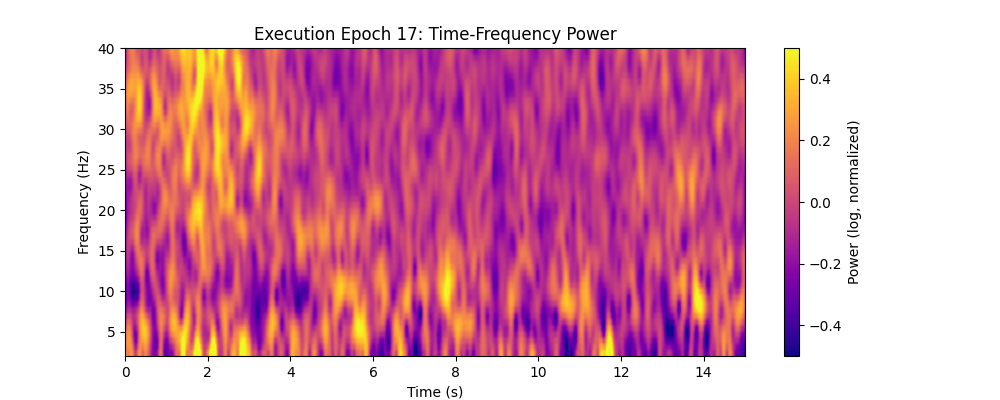 Execution Epoch 17: Time-Frequency Power
40
35
30
25
20
15
10
5
Frequency (Hz)
0 2 4 6 8 10 12 14
Time (s)
0.4
0.2
0.0
−0.2
−0.4
Power (log, normalized)